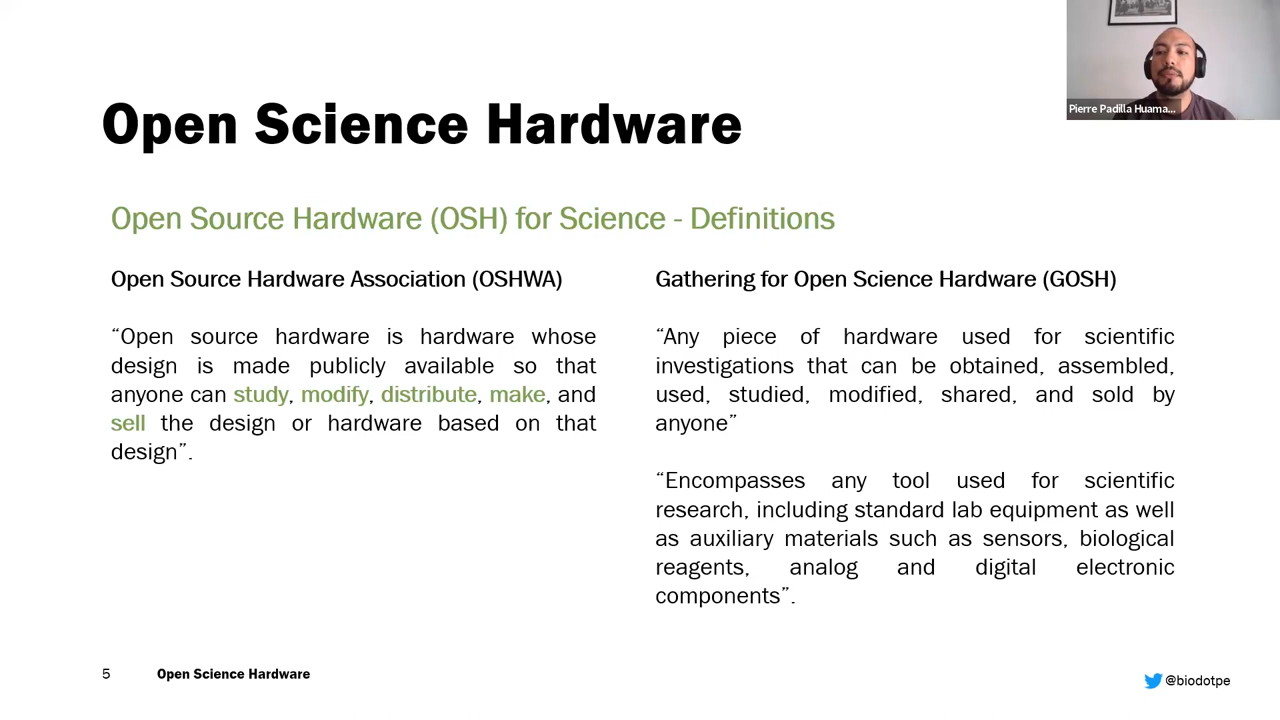 Pierre Padilla Huama...
Open Science Hardware
Open Source Hardware (OSH) for Science - Definitions
Open Source Hardware Association (OSHWA)
“Open source hardware is hardware whose
design is made publicly available so that
anyone can study, modify, distribute, make, and
sell the design or hardware based on that
design”.
Gathering for Open Science Hardware (GOSH)
“Any piece of hardware used for scientific
investigations that can be obtained, assembled,
used, studied, modified, shared, and sold by
anyone”
“Encompasses any tool used for scientific
research, including standard lab equipment as well
as auxiliary materials such as sensors, biological
reagents, analog and digital electronic
components”.
5
Open Science Hardware
@biodotpe